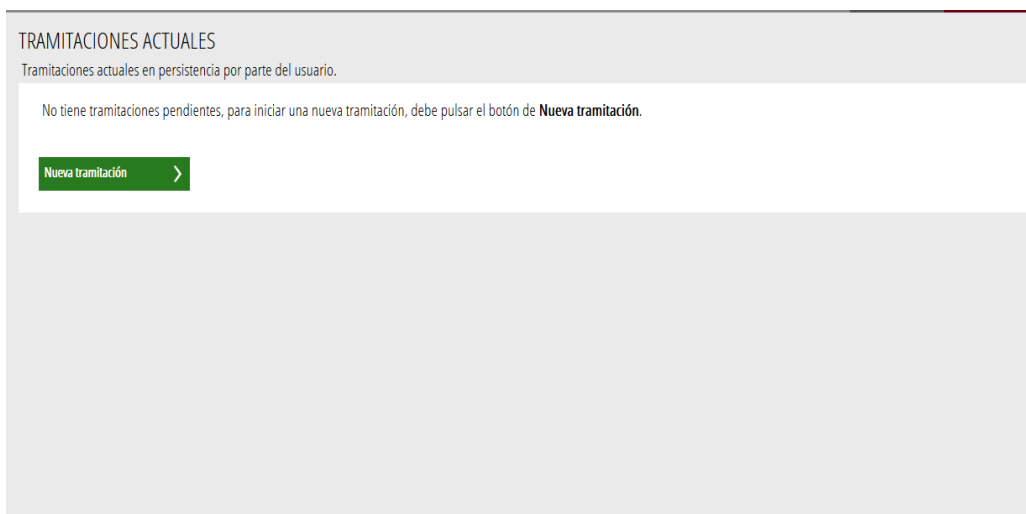 TRAMITACIONES ACTUALES
Tramitaciones actuales en persistencia por parte del usuario.
No tiene tramitaciones pendientes, para iniciar una nueva tramitación, debe pulsar el botón de Nueva tramitación.
Nueva tramitación